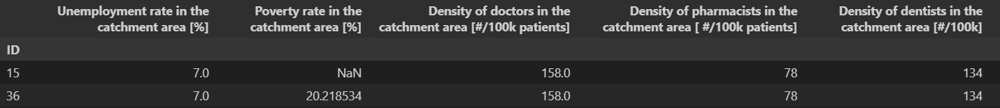 Unemployment rate in the Poverty rate in the Density of doctors in the Density of pharmacists in the Density of dentists in the
catchment area [%] catchment area [%] catchment area [#/100k patients] catchment area [ #/100k patients] catchment area [#/100k]
ID
15 7.0 NaN 158.0 78 134
36 7.0 20.218534 158.0 78 134